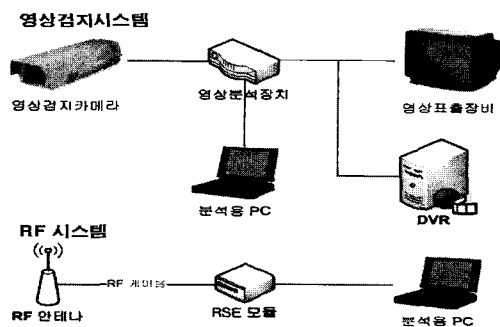 영상검지시스템
영상검지카메라
영상분석장치
영상표출장비
분석용 PC
DVR
RF 시스템
RF 케이블
RF 안테나
RSE 모듈
분석용 PC